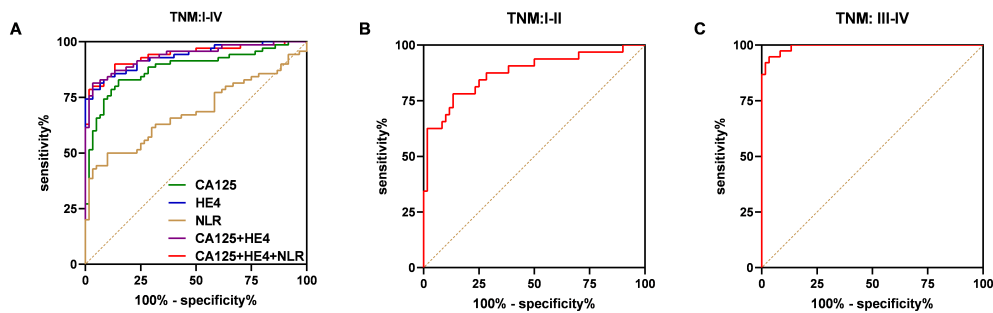 A
TNM:I-IV
sensitivity%
100
75
50
25
0
CA125
HE4
NLR
CA125+HE4
CA125+HE4+NLR
0
25
50
75
100
100% - specificity%
B
TNM:I-II
sensitivity%
100
75
50
25
0
0
25
50
75
100
100% - specificity%
C
TNM: III-IV
sensitivity%
100
75
50
25
0
0
25
50
75
100
100% - specificity%